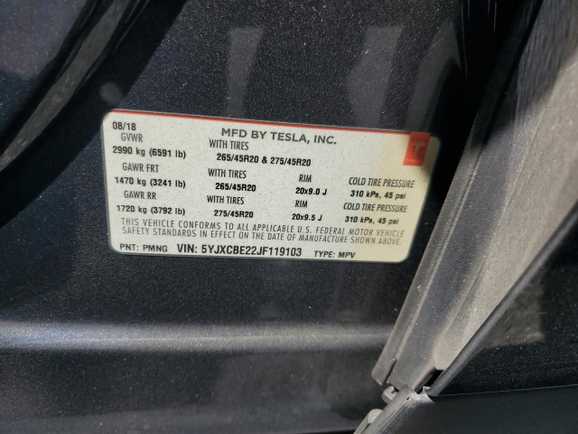 MFD BY TESLA, INC.
08/18
GVWR WITH TIRES
2990 kg (6591 lb) 265/45R20 & 275/45R20
GAWR FRT WITH TIRES RIM COLD TIRE PRESSURE
1470 kg (3241 lb) 265/45R20 20x9.0 J 310 kPa, 45 psi
GAWR RR WITH TIRES RIM COLD TIRE PRESSURE
1720 kg (3792 lb) 275/45R20 20x9.5 J 310 kPa, 45 psi
THIS VEHICLE CONFORMS TO ALL APPLICABLE U.S. FEDERAL MOTOR VEHICLE
SAFETY STANDARDS IN EFFECT ON THE DATE OF MANUFACTURE SHOWN ABOVE.
PNT: PMNG VIN: 5YJXCBE22JF119103 TYPE: MPV